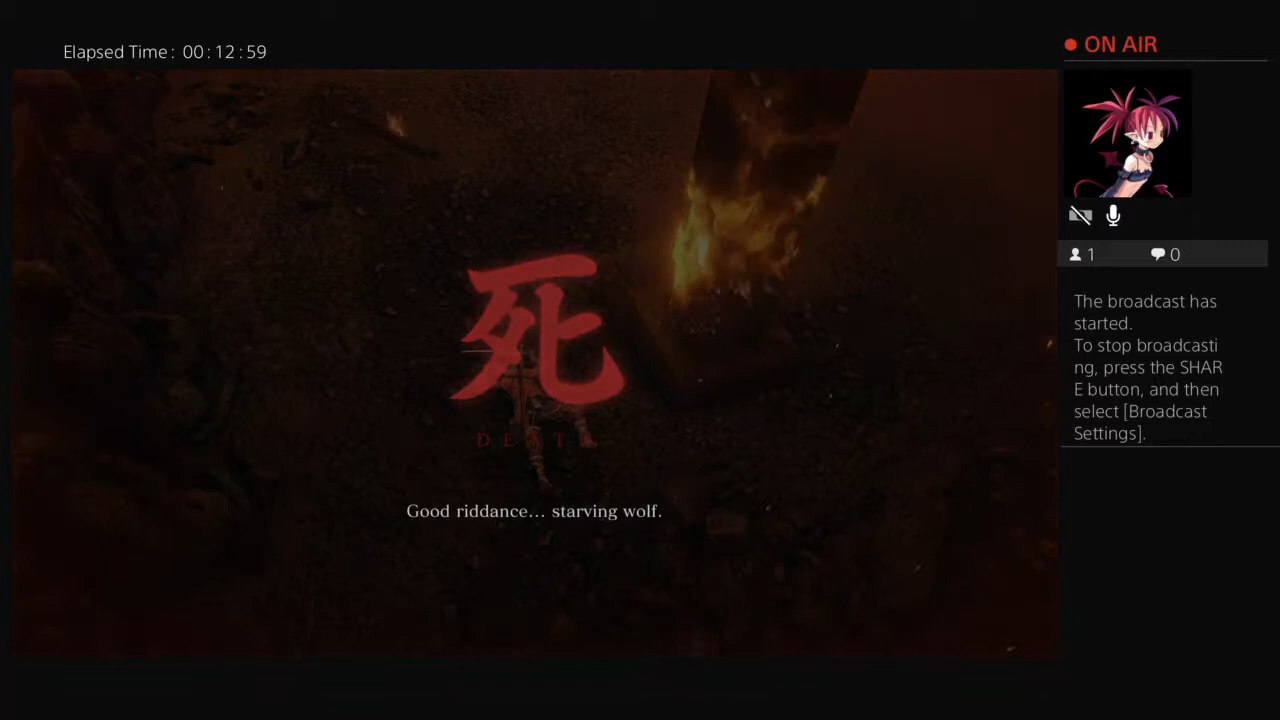 Elapsed Time: 00:12:59
ON AIR
1
0
The broadcast has
started.
To stop broadcasti
ng, press the SHAR
E button, and then
select [Broadcast
Settings].
死
DEATH
Good riddance... starving wolf.